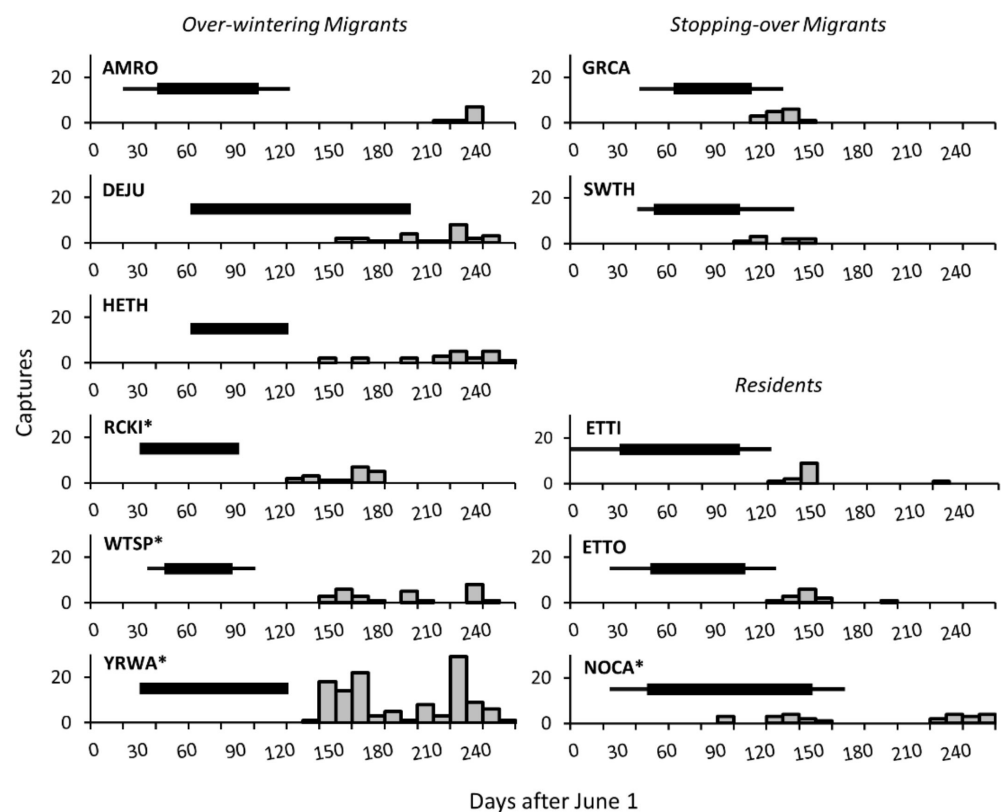 Over-wintering Migrants
Stopping-over Migrants
AMRO
20
0
0 30 60 90 120 150 180 210 240
GRCA
20
0
0 30 60 90 120 150 180 210 240
DEJU
20
0
0 30 60 90 120 150 180 210 240
SWTH
20
0
0 30 60 90 120 150 180 210 240
HETH
20
0
0 30 60 90 120 150 180 210 240
Captures
Residents
RCKI*
20
0
0 30 60 90 120 150 180 210 240
ETTI
20
0
0 30 60 90 120 150 180 210 240
WTSP*
20
0
0 30 60 90 120 150 180 210 240
ETTO
20
0
0 30 60 90 120 150 180 210 240
YRWA*
20
0
0 30 60 90 120 150 180 210 240
NOCA*
20
0
0 30 60 90 120 150 180 210 240
Days after June 1